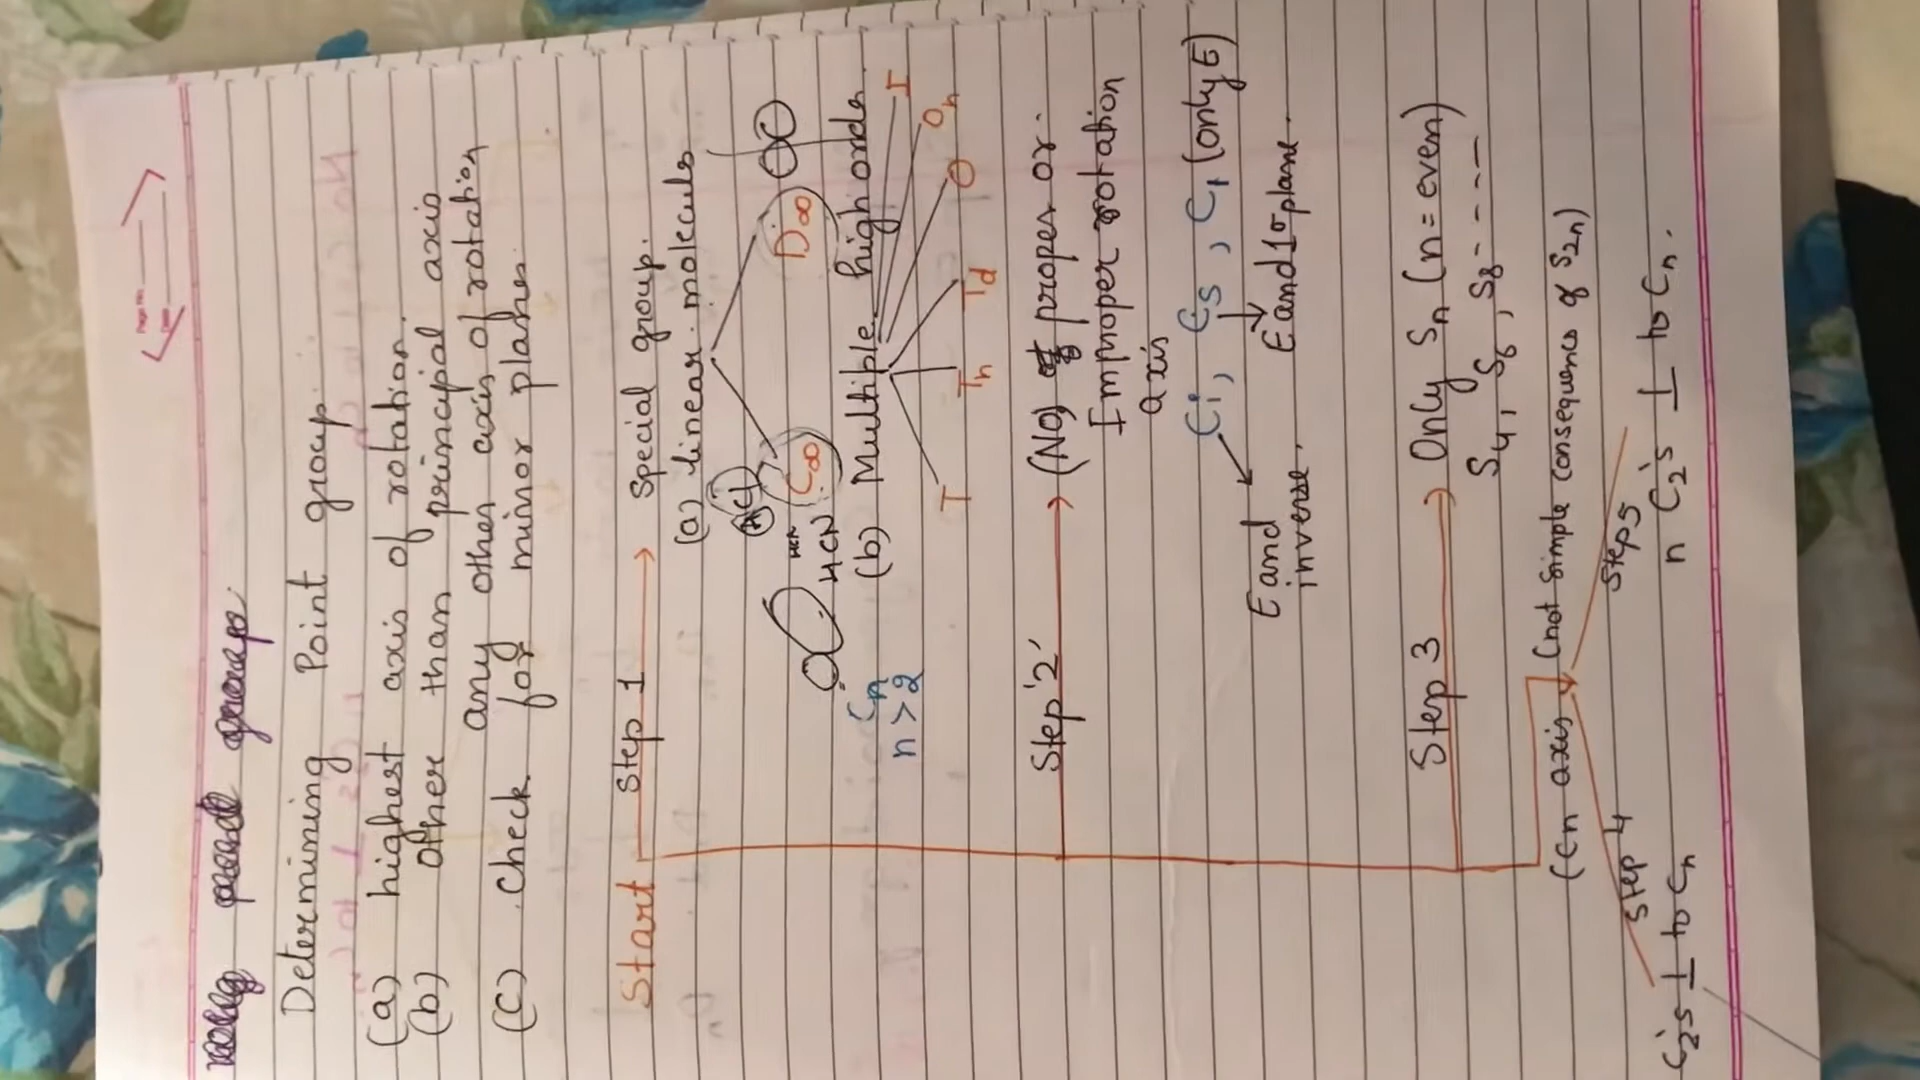 Determining Point group.
(a) highest axis of rotation.
(b) other than principal axis
any other axis of rotation
(c) check for mirror planes.
Start
Step 1 → Special group.
(a) linear molecules
HCl
C∞ D∞
HCN
(b) Multiple high order
Cn
n>2
T Th Td O Oh I
Step '2' → (No) proper or
Improper rotation
axis
Ci, Cs, C1 (only E)
E and
inverse.
E and 1σ plane.
Step 3 → Only Sn (n = even)
S4, S6, S8 - - - -
(Cn axis) (not simple consequence of S2n)
Step 4 Step 5
C2's ⊥ to Cn
n C2's ⊥ to Cn.